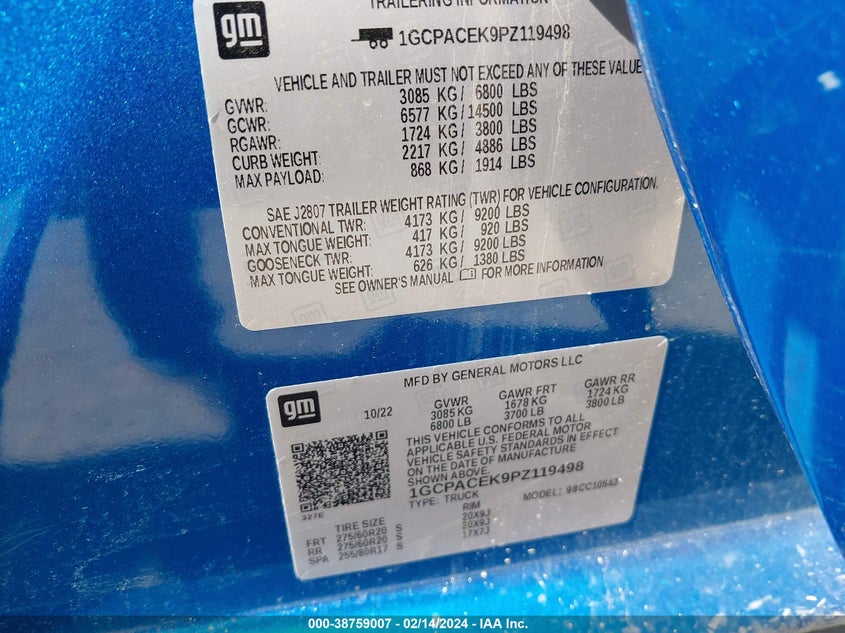 TRAILERING INFORMATION
gm
1GCPACEK9PZ119498
VEHICLE AND TRAILER MUST NOT EXCEED ANY OF THESE VALUE
GVWR: 3085 KG/ 6800 LBS
GCWR: 6577 KG/14500 LBS
RGAWR: 1724 KG/ 3800 LBS
CURB WEIGHT: 2217 KG/ 4886 LBS
MAX PAYLOAD: 868 KG/ 1914 LBS
SAE J2807 TRAILER WEIGHT RATING (TWR) FOR VEHICLE CONFIGURATION.
CONVENTIONAL TWR: 4173 KG/ 9200 LBS
MAX TONGUE WEIGHT: 417 KG/ 920 LBS
GOOSENECK TWR: 4173 KG/ 9200 LBS
MAX TONGUE WEIGHT: 626 KG/ 1380 LBS
SEE OWNER'S MANUAL FOR MORE INFORMATION
MFD BY GENERAL MOTORS LLC
gm
10/22
GVWR GAWR FRT GAWR RR
3085 KG 1678 KG 1724 KG
6800 LB 3700 LB 3800 LB
THIS VEHICLE CONFORMS TO ALL
APPLICABLE U.S. FEDERAL MOTOR
VEHICLE SAFETY STANDARDS IN EFFECT
ON THE DATE OF MANUFACTURE
SHOWN ABOVE.
1GCPACEK9PZ119498
TYPE: TRUCK MODEL: 98CC10543
327E
TIRE SIZE RIM
FRT 275/60R20 S 20X9J
RR 275/60R20 S 20X9J
SPA 255/80R17 S 17X7J
000-38759007 - 02/14/2024 - IAA Inc.